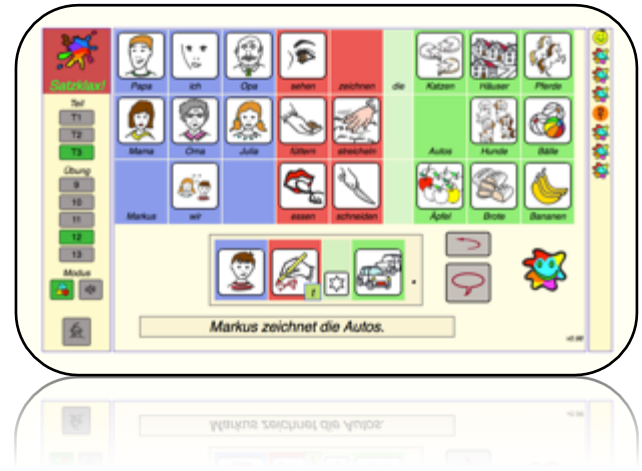 Satzklax!
Teil
T1
T2
T3
Übung
9
10
11
12
13
Modus
Papa ich Opa sehen zeichnen die Katzen Häuser Pferde
Mama Oma Julia füttern streicheln Autos Hunde Bälle
Markus wir essen schneiden Äpfel Brote Bananen
t
.
Markus zeichnet die Autos.
v0.98